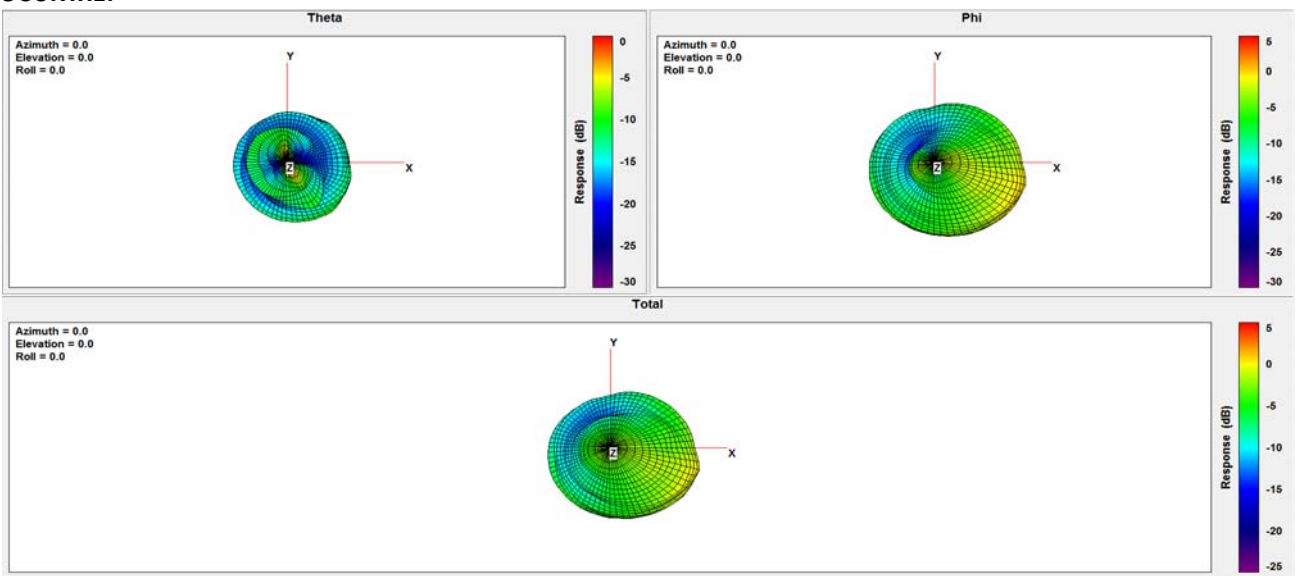 Theta
Azimuth = 0.0
Elevation = 0.0
Roll = 0.0
Y
X
Z
0
-5
-10
-15
-20
-25
-30
Response (dB)
Phi
Azimuth = 0.0
Elevation = 0.0
Roll = 0.0
Y
X
Z
5
0
-5
-10
-15
-20
-25
-30
Response (dB)
Total
Azimuth = 0.0
Elevation = 0.0
Roll = 0.0
Y
X
Z
5
0
-5
-10
-15
-20
-25
Response (dB)